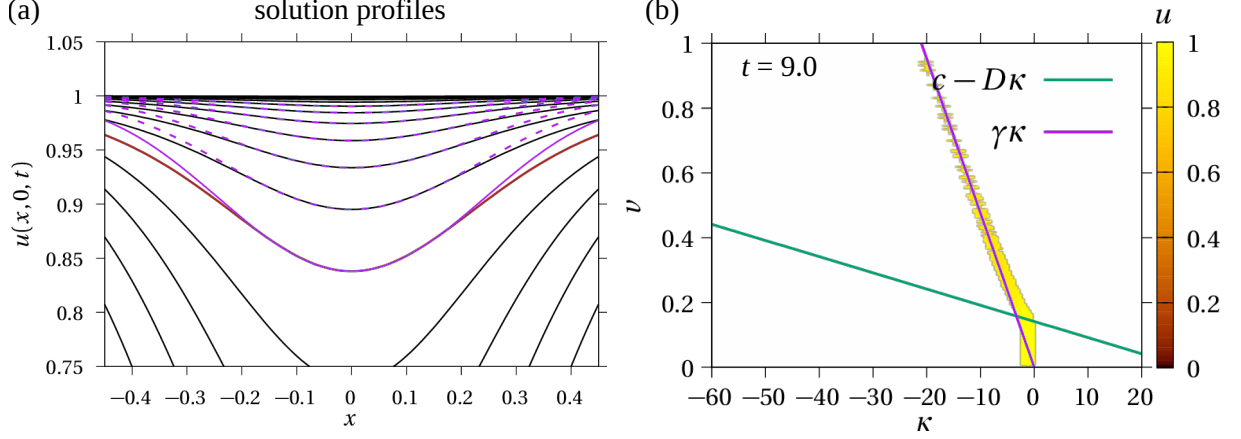 (a) solution profiles
1.05
1
0.95
0.9
0.85
0.8
0.75
u(x, 0, t)
−0.4 −0.3 −0.2 −0.1 0 0.1 0.2 0.3 0.4
x
(b)
u
t = 9.0
c − Dκ
γκ
1
0.8
0.6
0.4
0.2
0
υ
−60 −50 −40 −30 −20 −10 0 10 20
κ
1
0.8
0.6
0.4
0.2
0